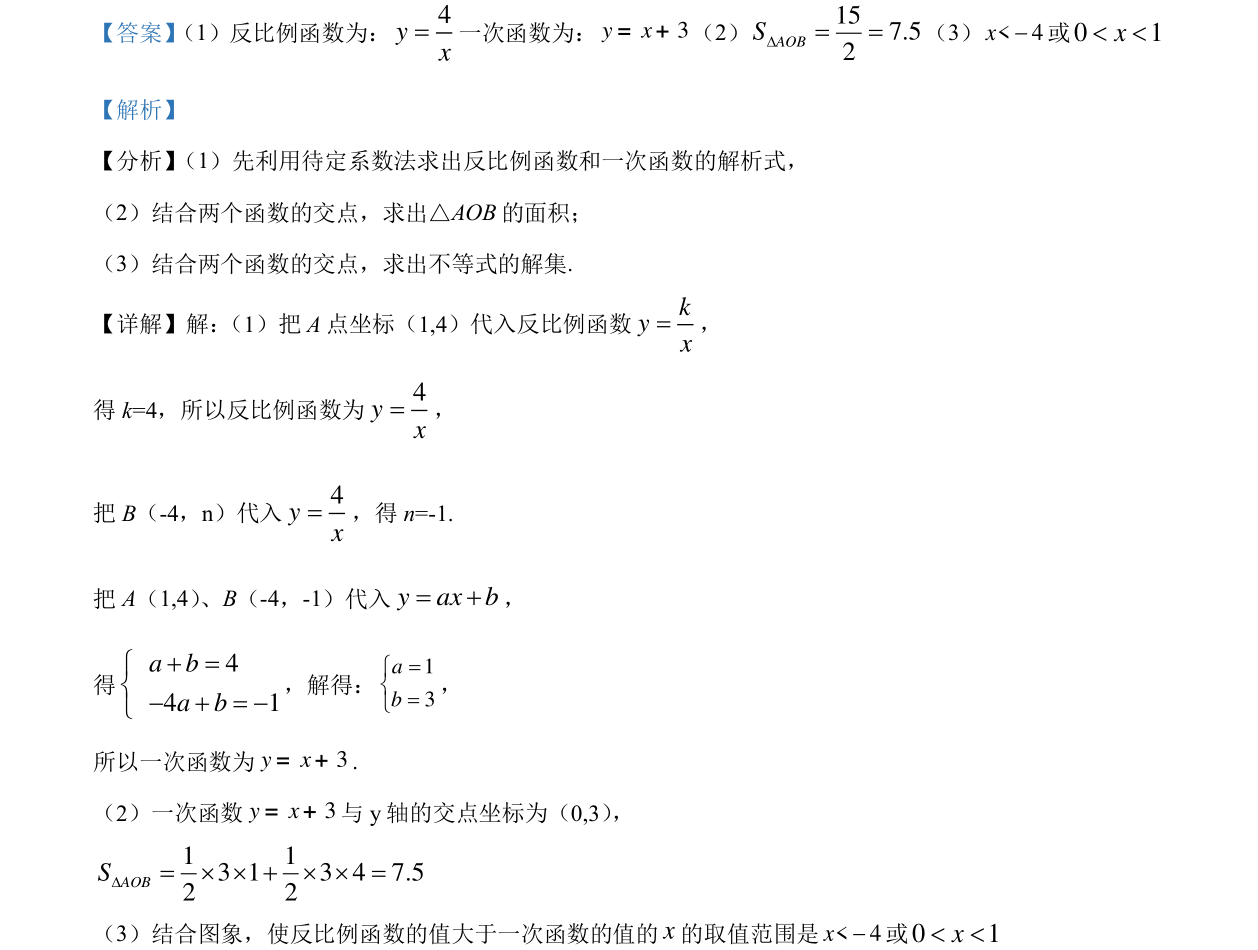 【答案】（1）反比例函数为：y = 4/x 一次函数为：y = x + 3（2）S△AOB = 15/2 = 7.5（3）x < −4 或 0 < x < 1
【解析】
【分析】（1）先利用待定系数法求出反比例函数和一次函数的解析式，
（2）结合两个函数的交点，求出△AOB 的面积；
（3）结合两个函数的交点，求出不等式的解集.
【详解】解：（1）把 A 点坐标（1,4）代入反比例函数 y = k/x，
得 k=4，所以反比例函数为 y = 4/x，
把 B（-4，n）代入 y = 4/x，得 n=-1.
把 A（1,4）、B（-4，-1）代入 y = ax + b，
得 { a + b = 4 −4a + b = −1，解得：{ a = 1 b = 3，
所以一次函数为 y = x + 3.
（2）一次函数 y = x + 3 与 y 轴的交点坐标为（0,3），
S△AOB = 1/2 × 3 × 1 + 1/2 × 3 × 4 = 7.5
（3）结合图象，使反比例函数的值大于一次函数的值的 x 的取值范围是 x < −4 或 0 < x < 1